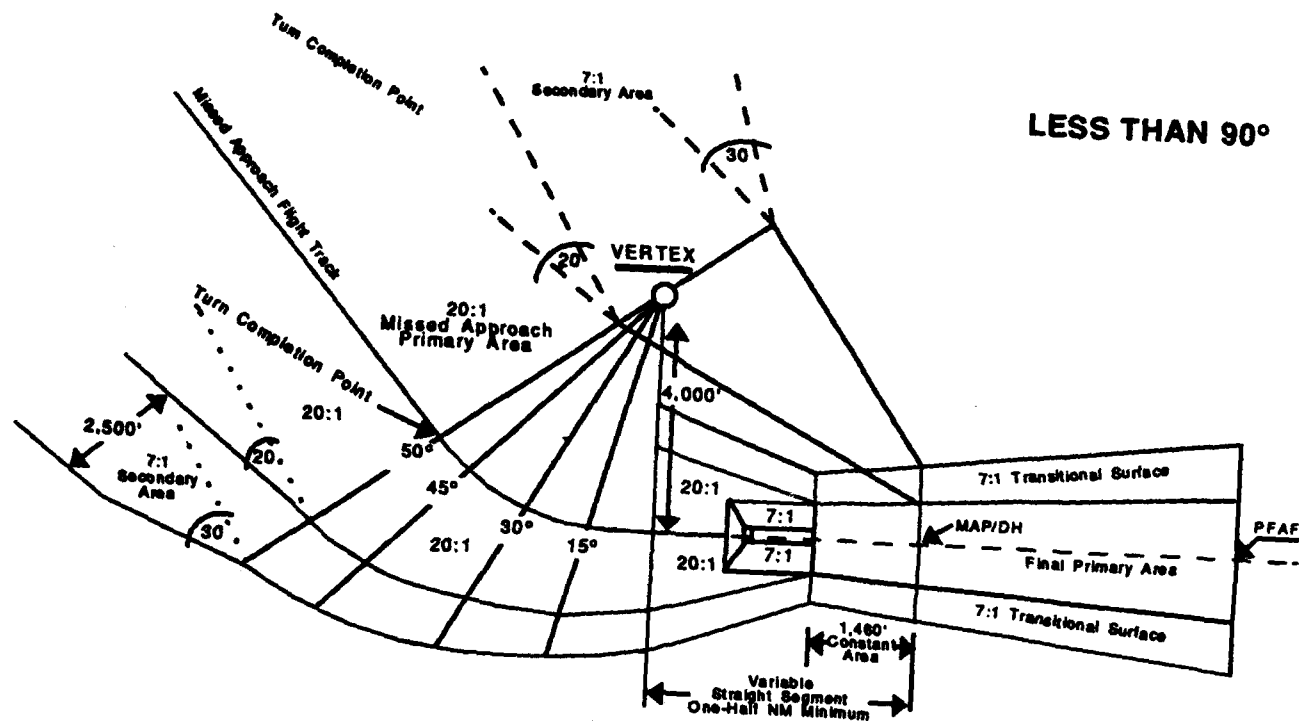 Turn Completion Point
7:1
Secondary Area
30
LESS THAN 90°
Missed Approach Flight Track
20
VERTEX
20:1
Missed Approach
Primary Area
Turn Completion Point
20:1
4,000'
2,500'
7:1
Secondary
Area
20.
30.
50°
45°
30°
15°
20:1
20:1
20:1
7:1
7:1
7:1 Transitional Surface
MAP/DH
PFAF
Final Primary Area
7:1 Transitional Surface
1,460'
Constant
Area
Variable
Straight Segment
One-Half NM Minimum